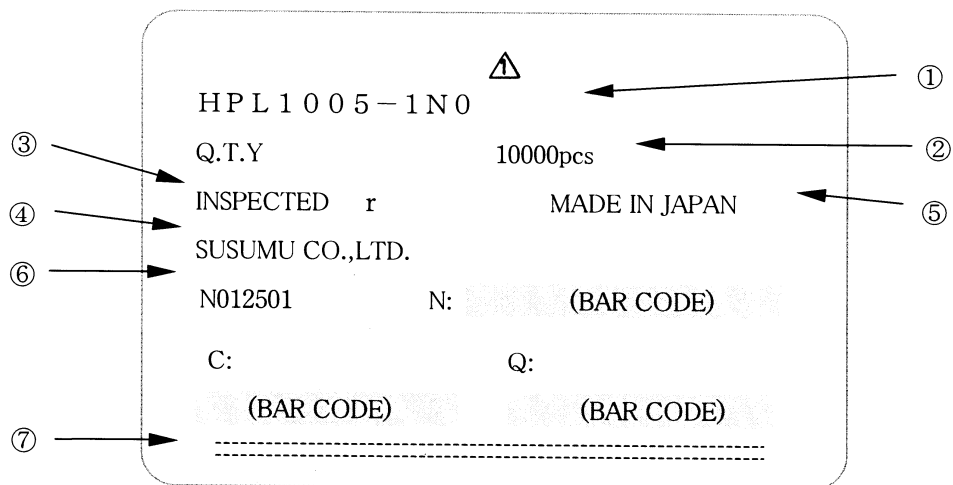 ⚠1
①
HPL1005-1N0
③ Q.T.Y 10000pcs ②
INSPECTED r MADE IN JAPAN ⑤
④
SUSUMU CO.,LTD.
⑥
N012501 N: (BAR CODE)
C: Q:
(BAR CODE) (BAR CODE)
⑦